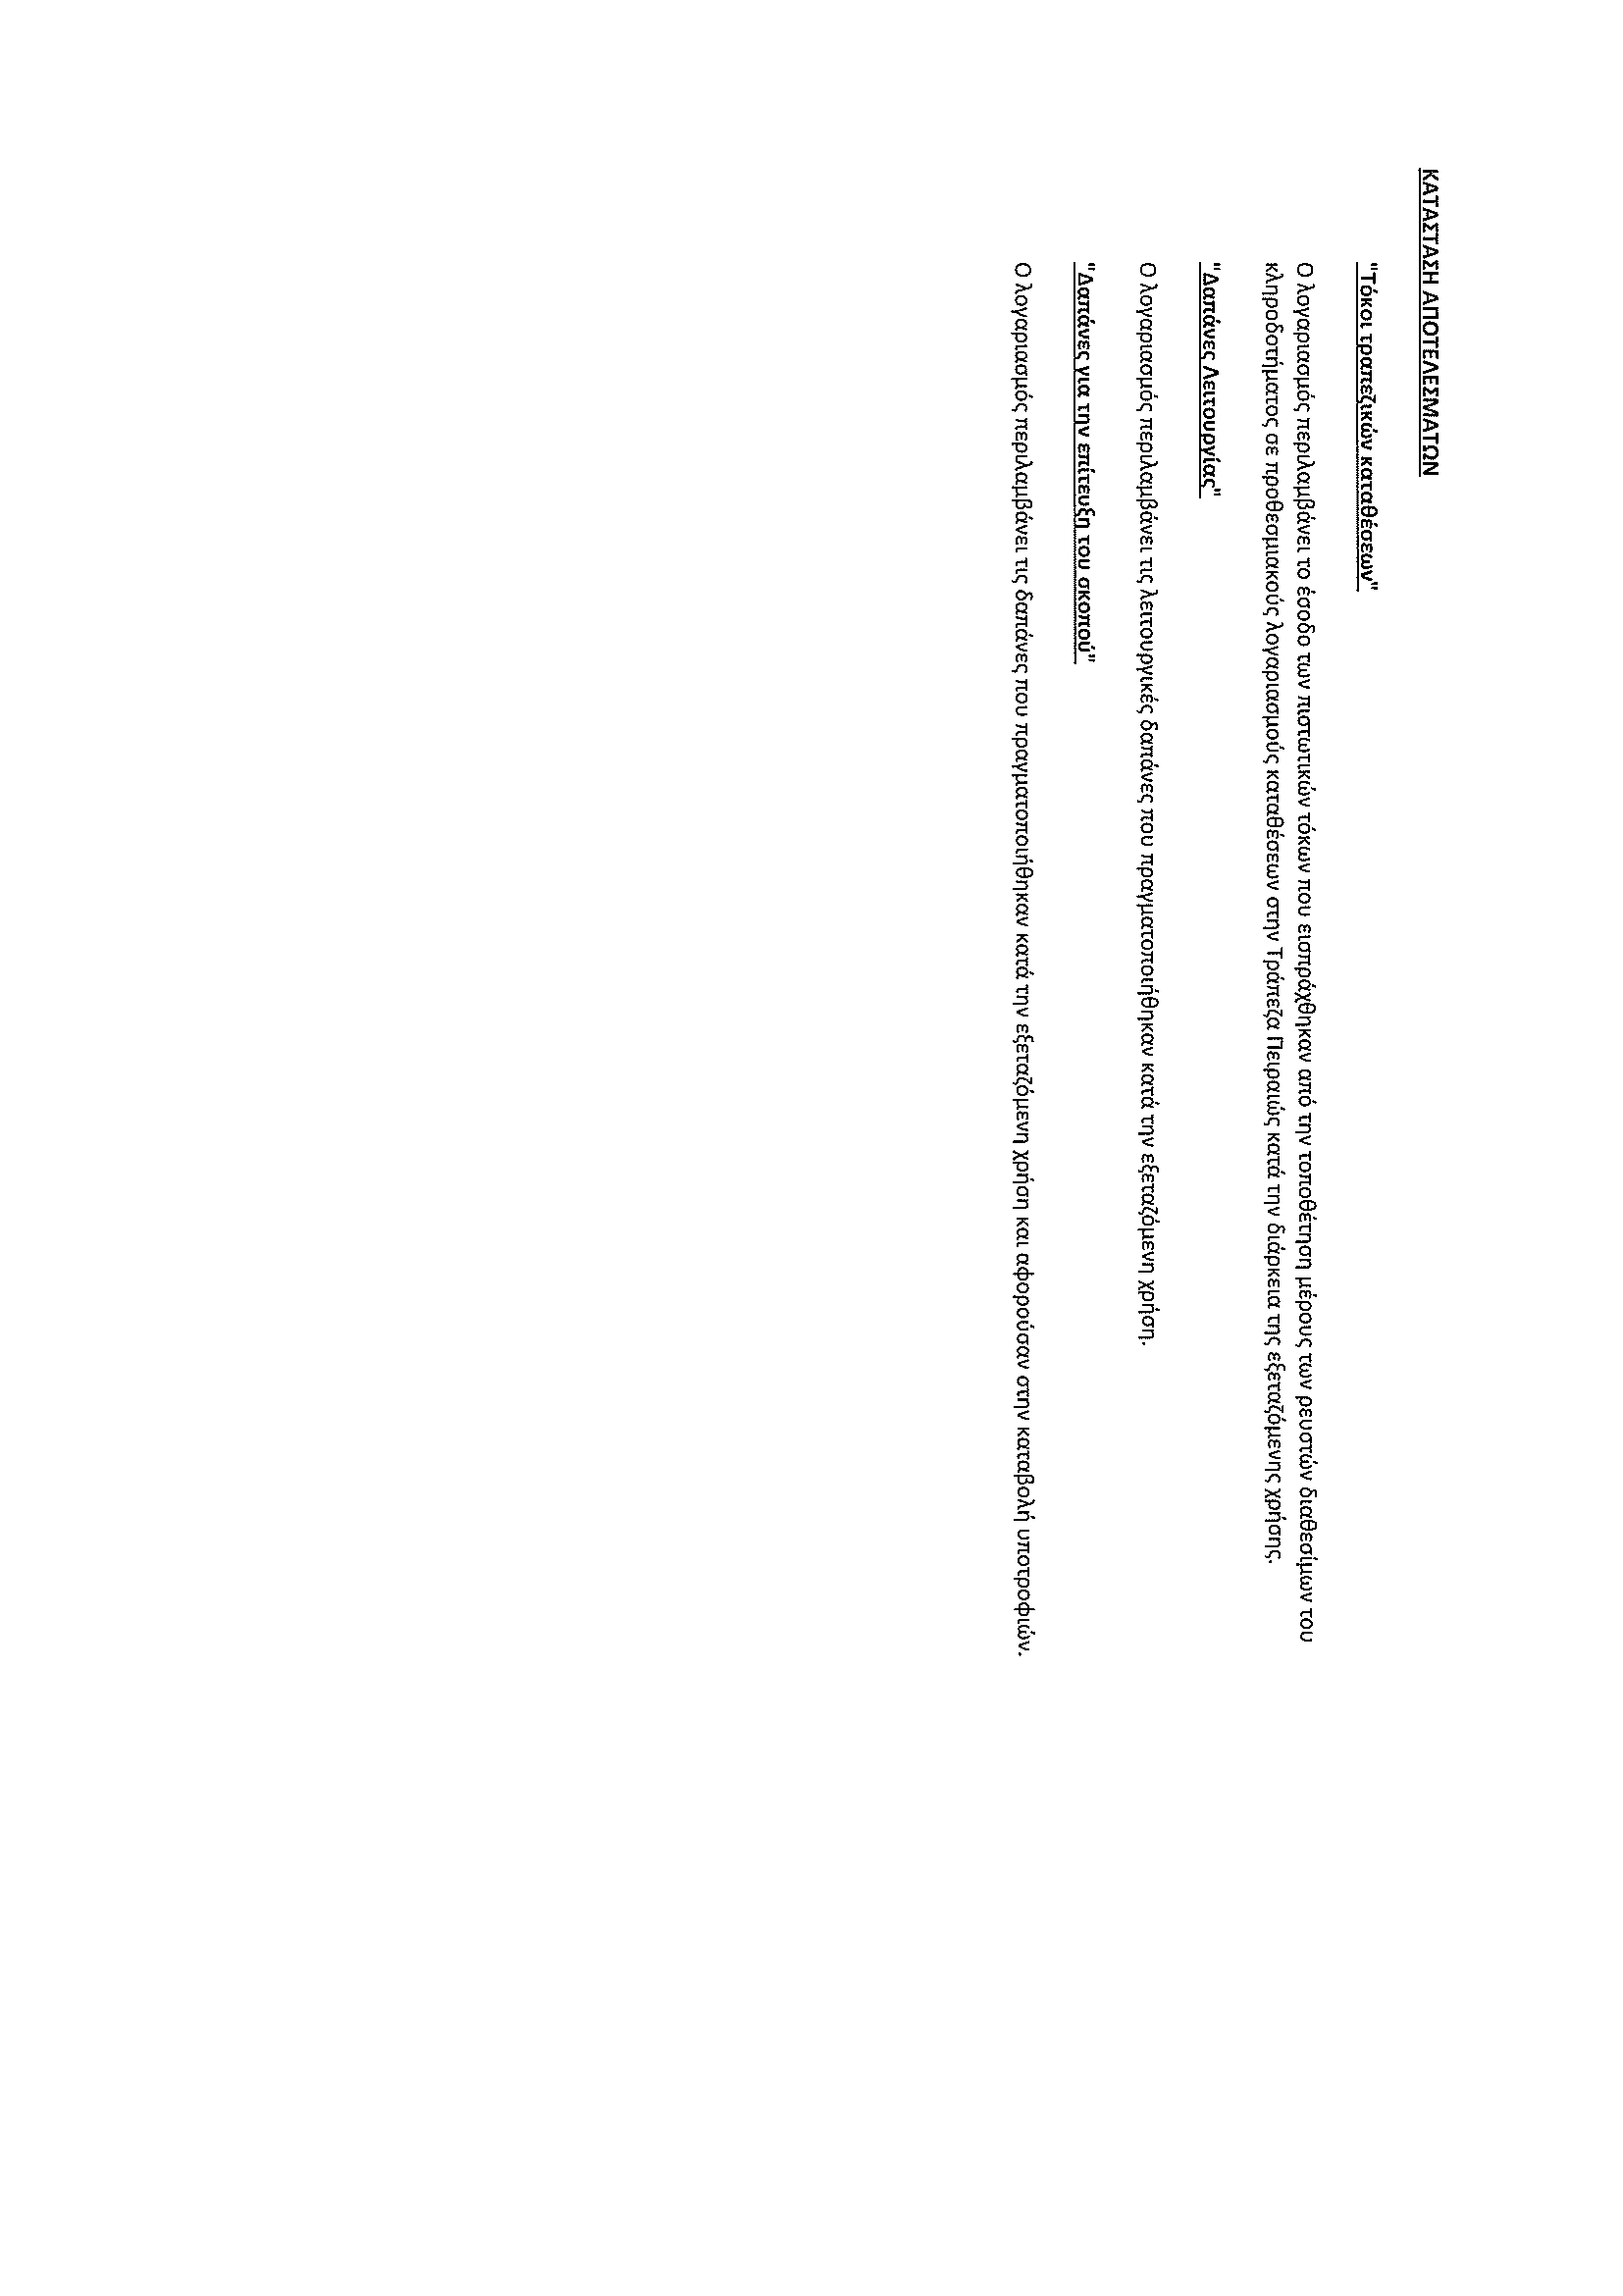 ΚΑΤΑΣΤΑΣΗ ΑΠΟΤΕΛΕΣΜΑΤΩΝ
"Τόκοι τραπεζικών καταθέσεων"
Ο λογαριασμός περιλαμβάνει το έσοδο των πιστωτικών τόκων που εισπράχθηκαν από την τοποθέτηση μέρους των ρευστών διαθεσίμων του
κληροδοτήματος σε προθεσμιακούς λογαριασμούς καταθέσεων στην Τράπεζα Πειραιώς κατά την διάρκεια της εξεταζόμενης χρήσης.
"Δαπάνες Λειτουργίας"
Ο λογαριασμός περιλαμβάνει τις λειτουργικές δαπάνες που πραγματοποιήθηκαν κατά την εξεταζόμενη χρήση.
"Δαπάνες για την επίτευξη του σκοπού"
Ο λογαριασμός περιλαμβάνει τις δαπάνες που πραγματοποιήθηκαν κατά την εξεταζόμενη χρήση και αφορούσαν στην καταβολή υποτροφιών.